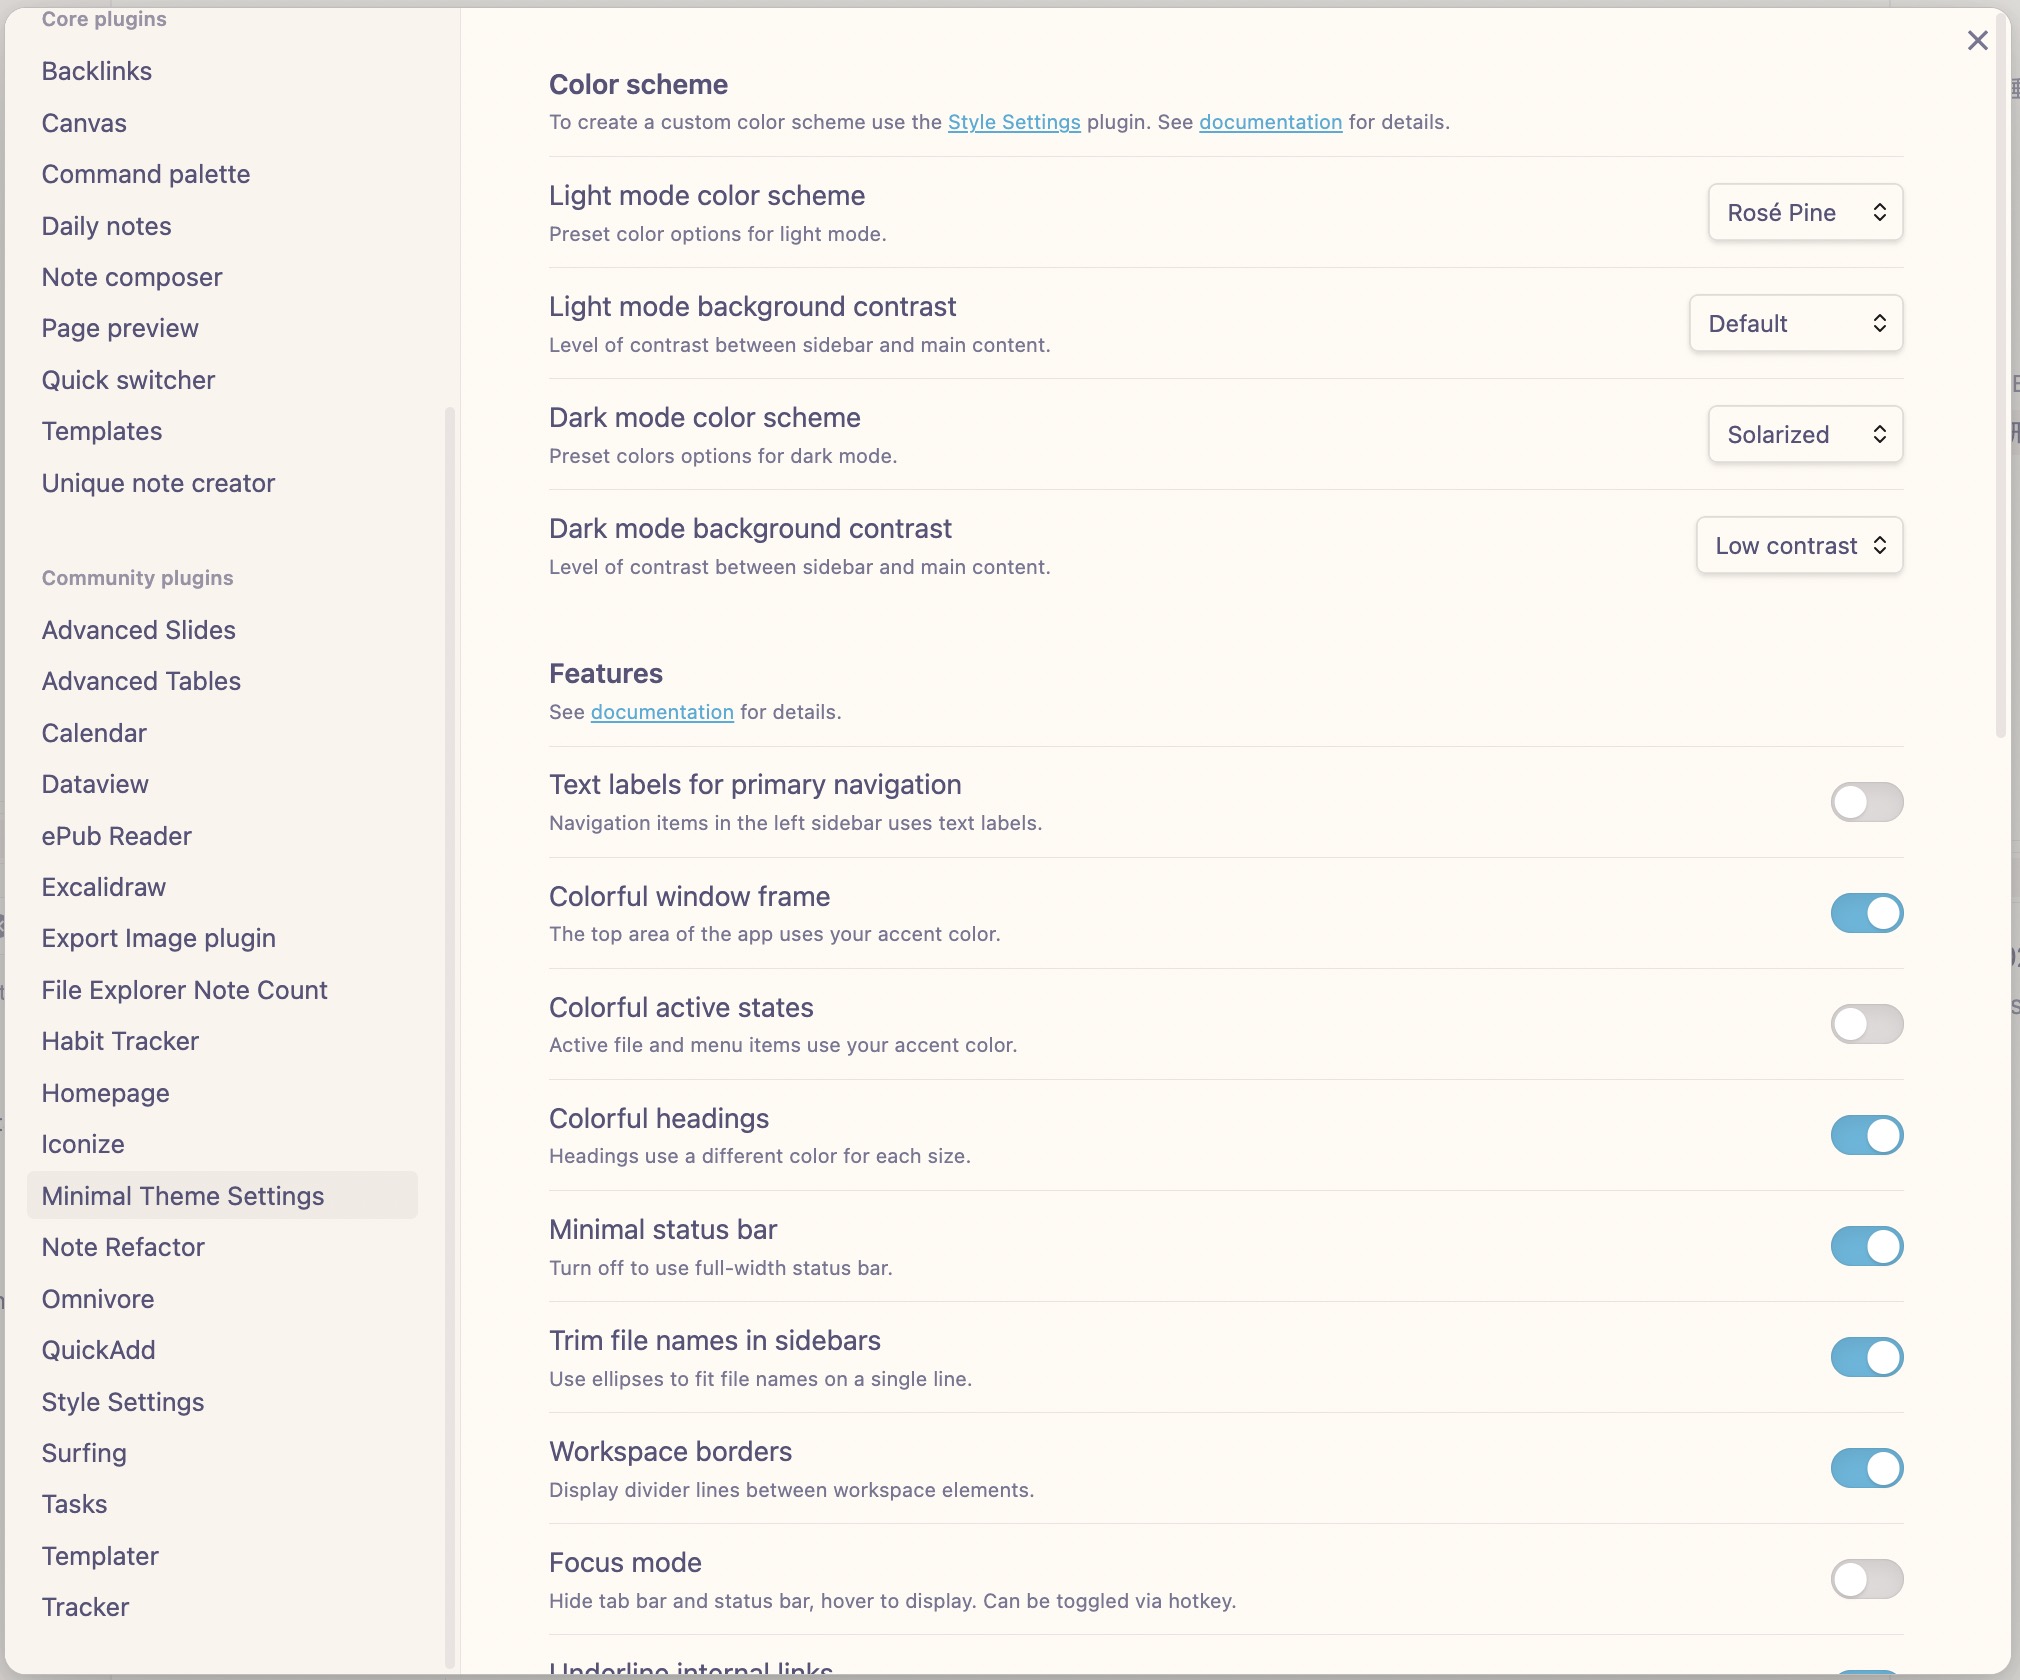 Core plugins
Backlinks
Canvas
Command palette
Daily notes
Note composer
Page preview
Quick switcher
Templates
Unique note creator
Community plugins
Advanced Slides
Advanced Tables
Calendar
Dataview
ePub Reader
Excalidraw
Export Image plugin
File Explorer Note Count
Habit Tracker
Homepage
Iconize
Minimal Theme Settings
Note Refactor
Omnivore
QuickAdd
Style Settings
Surfing
Tasks
Templater
Tracker
Color scheme
To create a custom color scheme use the Style Settings plugin. See documentation for details.
Light mode color scheme
Rosé Pine
Preset color options for light mode.
Light mode background contrast
Default
Level of contrast between sidebar and main content.
Dark mode color scheme
Solarized
Preset colors options for dark mode.
Dark mode background contrast
Low contrast
Level of contrast between sidebar and main content.
Features
See documentation for details.
Text labels for primary navigation
Navigation items in the left sidebar uses text labels.
Colorful window frame
The top area of the app uses your accent color.
Colorful active states
Active file and menu items use your accent color.
Colorful headings
Headings use a different color for each size.
Minimal status bar
Turn off to use full-width status bar.
Trim file names in sidebars
Use ellipses to fit file names on a single line.
Workspace borders
Display divider lines between workspace elements.
Focus mode
Hide tab bar and status bar, hover to display. Can be toggled via hotkey.
Underline internal links